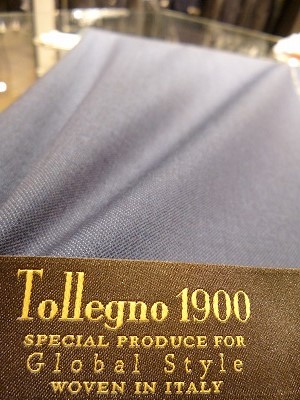 Tollegno 1900
SPECIAL PRODUCE FOR
Global Style
WOVEN IN ITALY